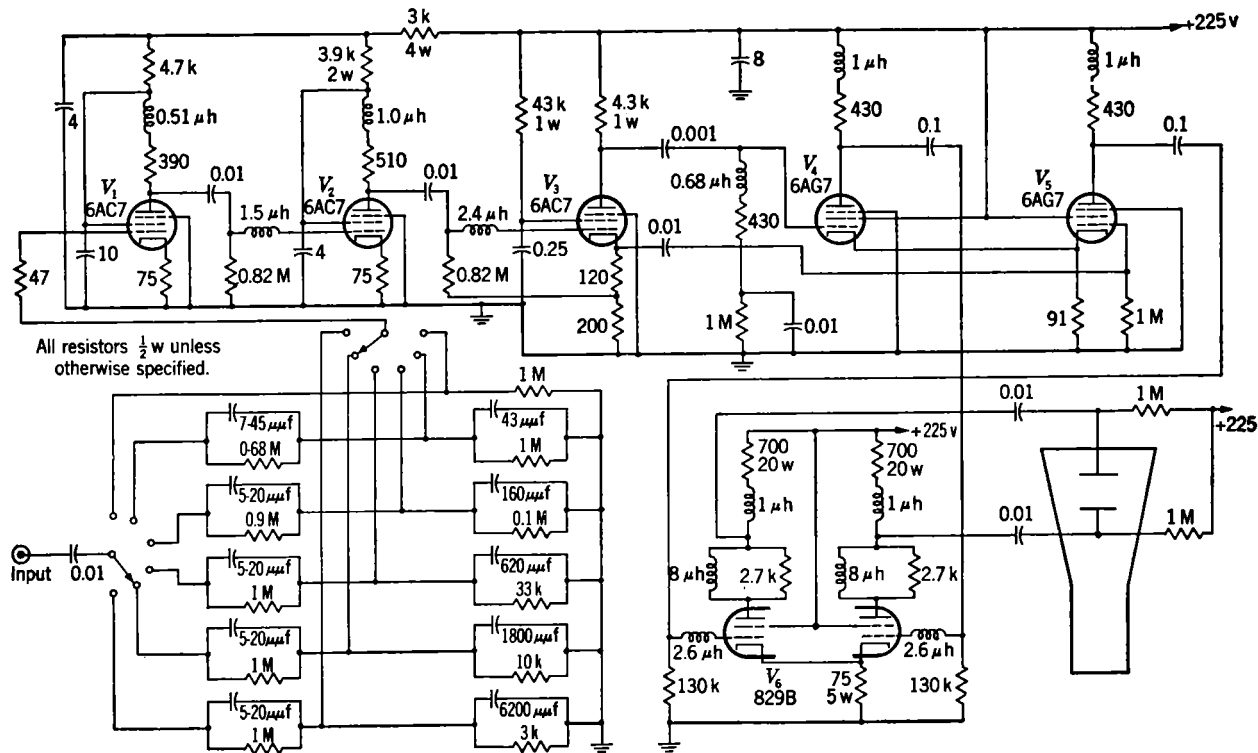 3 k
4 w
+225 v
4.7 k
3.9 k
2 w
43 k
1 w
4.3 k
1 w
8
1 μh
1 μh
4
0.51 μh
1.0 μh
430
430
390
510
0.001
0.1
0.1
V1
6AC7
0.01
V2
6AC7
0.01
V3
6AC7
0.68 μh
V4
6AG7
V5
6AG7
1.5 μh
2.4 μh
430
0.01
10
4
0.25
47
75
0.82 M
75
0.82 M
120
200
1 M
0.01
91
1 M
All resistors ½ w unless
otherwise specified.
1 M
7-45 μμf
0-68 M
43 μμf
1 M
5-20 μμf
0.9 M
160 μμf
0.1 M
Input
0.01
5-20 μμf
1 M
620 μμf
33 k
5-20 μμf
1 M
1800 μμf
10 k
5-20 μμf
1 M
6200 μμf
3 k
0.01
1 M
+225
+225 v
700
20 w
700
20 w
1 μh
1 μh
0.01
1 M
8 μh
2.7 k
8 μh
2.7 k
2.6 μh
2.6 μh
V6
829B
130 k
75
5 w
130 k